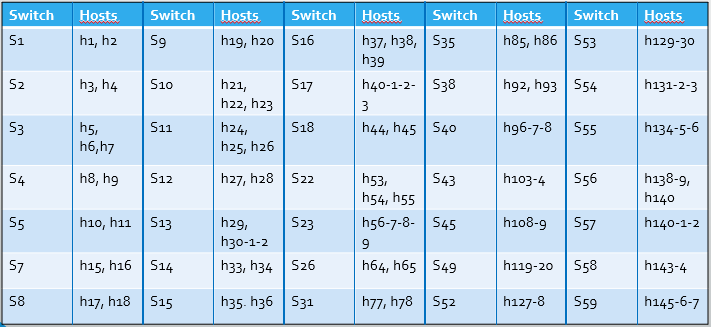 Switch Hosts Switch Hosts Switch Hosts Switch Hosts Switch Hosts
S1 h1, h2 S9 h19, h20 S16 h37, h38, S35 h85, h86 S53 h129-30
h39
S2 h3, h4 S10 h21, S17 h40-1-2- S38 h92, h93 S54 h131-2-3
h22, h23 3
S3 h5, S11 h24, S18 h44, h45 S40 h96-7-8 S55 h134-5-6
h6,h7 h25, h26
S4 h8, h9 S12 h27, h28 S22 h53, S43 h103-4 S56 h138-9,
h54, h55 h140
S5 h10, h11 S13 h29, S23 h56-7-8- S45 h108-9 S57 h140-1-2
h30-1-2 9
S7 h15, h16 S14 h33, h34 S26 h64, h65 S49 h119-20 S58 h143-4
S8 h17, h18 S15 h35. h36 S31 h77, h78 S52 h127-8 S59 h145-6-7